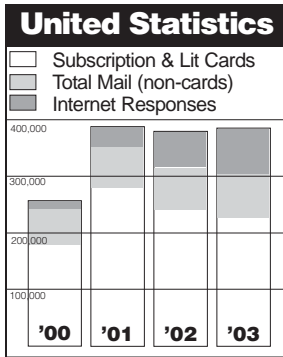 United Statistics
Subscription & Lit Cards
Total Mail (non-cards)
Internet Responses
400,000
300,000
200,000
100,000
'00 '01 '02 '03